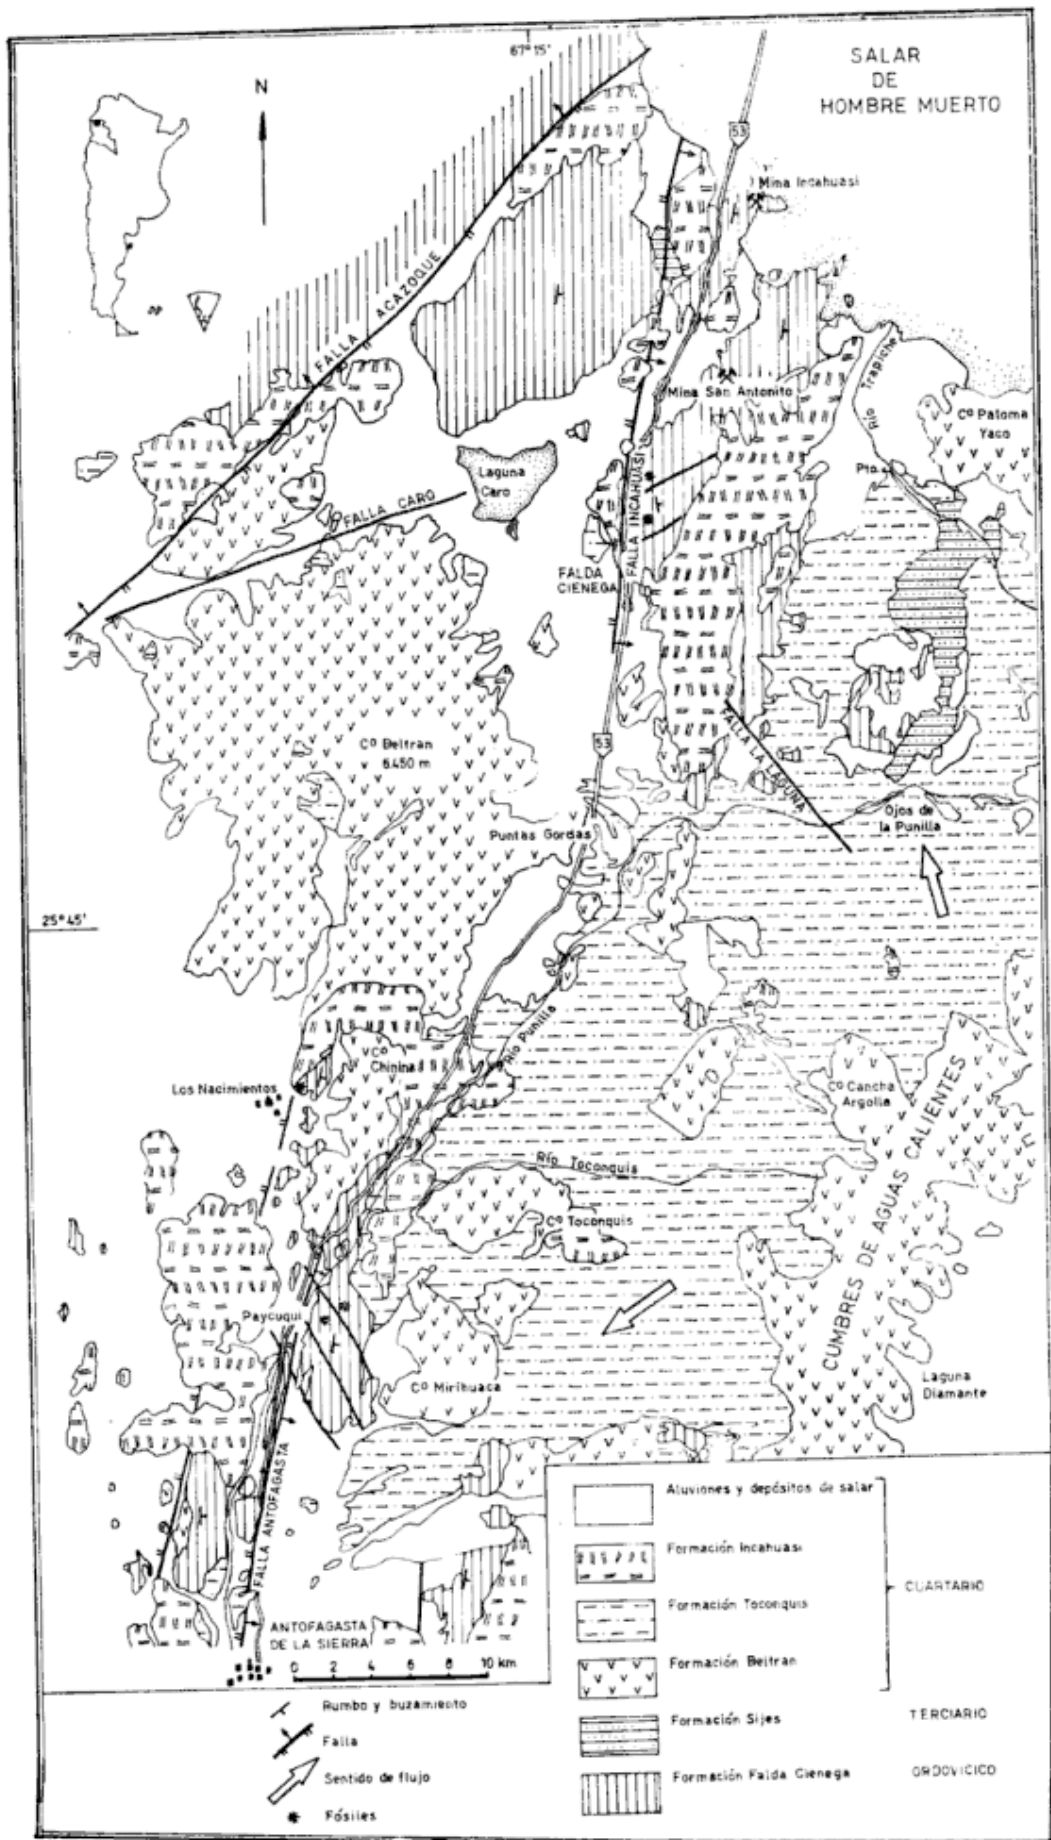 67°15'
SALAR
DE
HOMBRE MUERTO
N
53
Mina Incahuasi
FALLA ACAZOQUE
Río Trapiche
Mina San Antonito
Cº Paloma
Yaco
Laguna
Caro
Pto.
FALLA CARO
FALLA INCAHUASI
FALDA
CIENEGA
Cº Beltran
6.450 m
53
FALLA LA LAGUNA
Ojos de
la Punilla
Puntas Gordas
25°45'
Río Punilla
Cº
Chinina
Los Nacimientos
Cº Cancha
Argolla
Río Toconquis
CUMBRES DE AGUAS CALIENTES
Cº Toconquis
Paycuqui
Cº Mirihuaca
Laguna
Diamante
FALLA ANTOFAGASTA
ANTOFAGASTA
DE LA SIERRA
0 2 4 6 8 10 km
Rumbo y buzamiento
Falla
Sentido de flujo
Fósiles
Aluviones y depósitos de salar
Formación Incahuasi
Formación Toconquis
Formación Beltran
CUARTARIO
Formación Sijes
TERCIARIO
Formación Falda Cienega
ORDOVICICO